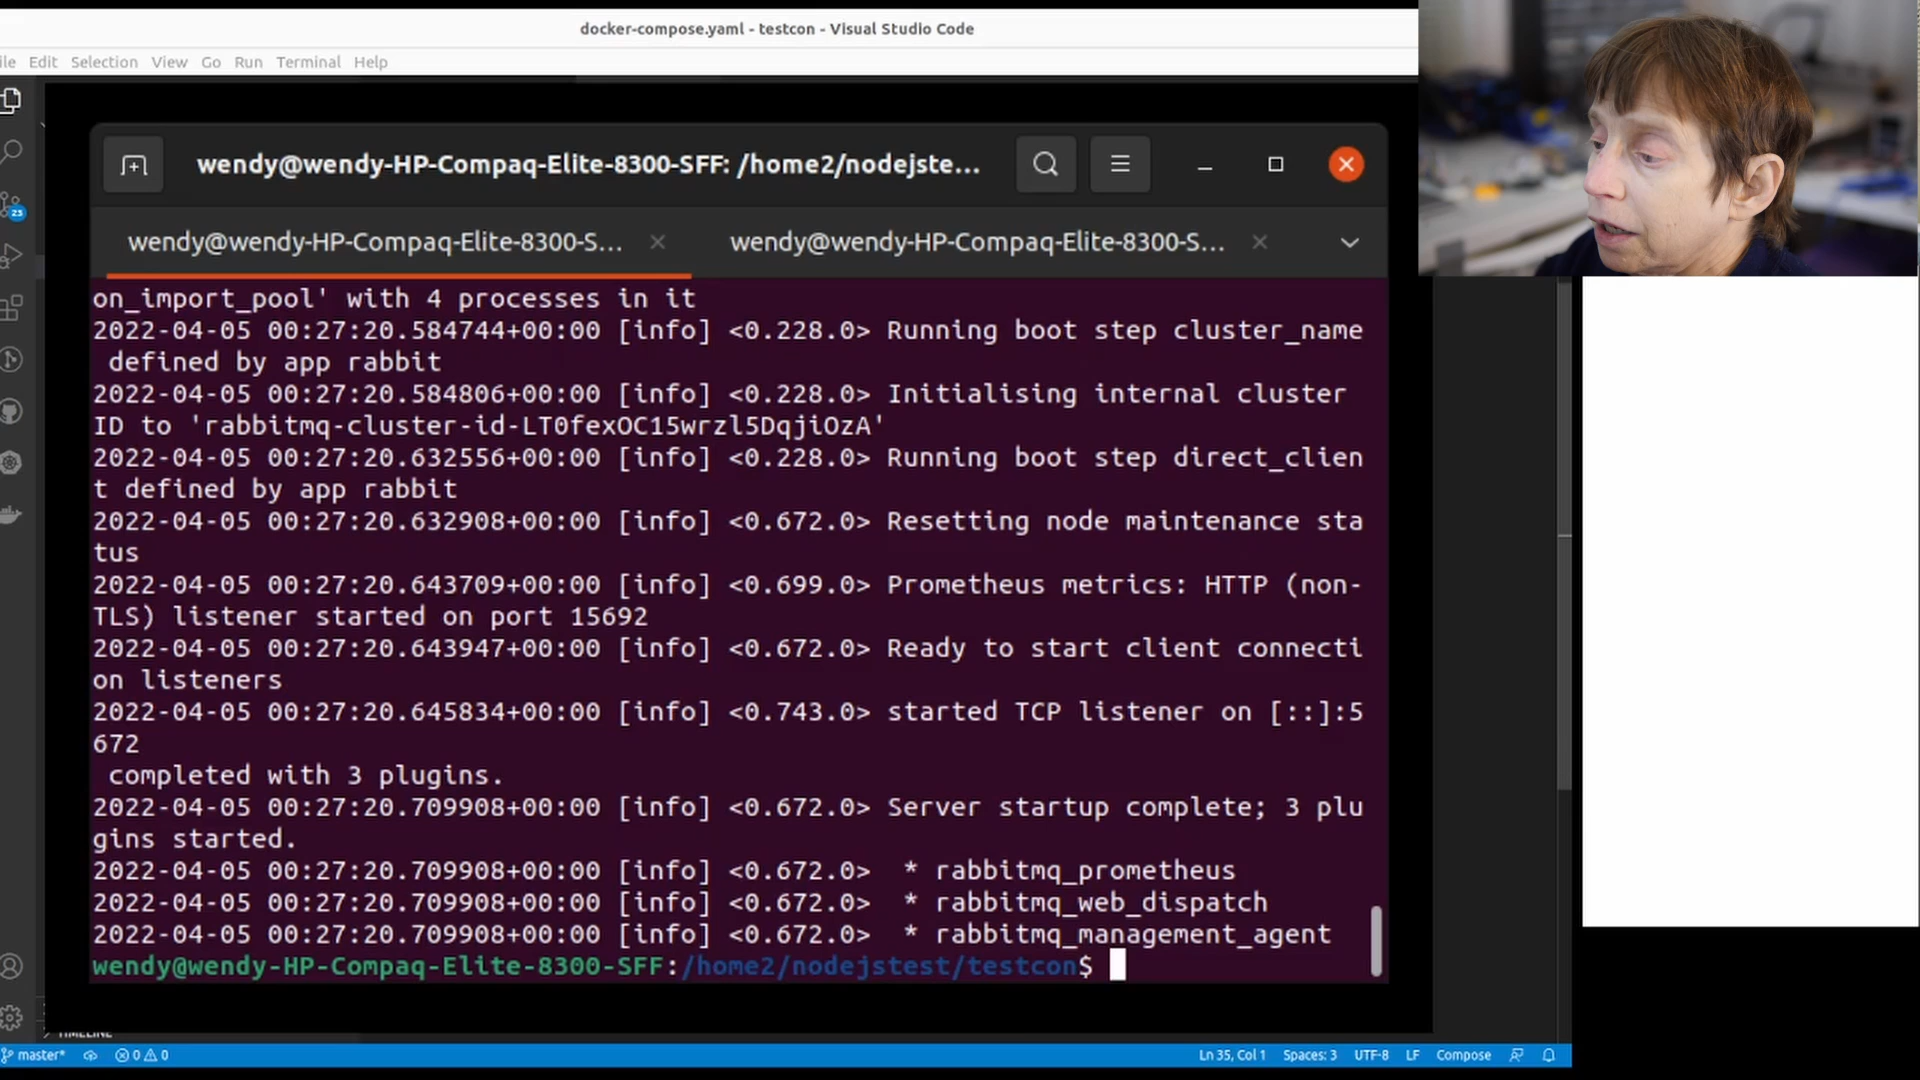 docker-compose.yaml - testcon - Visual Studio Code
ile Edit Selection View Go Run Terminal Help
wendy@wendy-HP-Compaq-Elite-8300-SFF: /home2/nodejste...
wendy@wendy-HP-Compaq-Elite-8300-S... wendy@wendy-HP-Compaq-Elite-8300-S...
23
on_import_pool' with 4 processes in it
2022-04-05 00:27:20.584744+00:00 [info] <0.228.0> Running boot step cluster_name
defined by app rabbit
2022-04-05 00:27:20.584806+00:00 [info] <0.228.0> Initialising internal cluster
ID to 'rabbitmq-cluster-id-LT0fexOC15wrzl5DqjiOzA'
2022-04-05 00:27:20.632556+00:00 [info] <0.228.0> Running boot step direct_clien
t defined by app rabbit
2022-04-05 00:27:20.632908+00:00 [info] <0.672.0> Resetting node maintenance sta
tus
2022-04-05 00:27:20.643709+00:00 [info] <0.699.0> Prometheus metrics: HTTP (non-
TLS) listener started on port 15692
2022-04-05 00:27:20.643947+00:00 [info] <0.672.0> Ready to start client connecti
on listeners
2022-04-05 00:27:20.645834+00:00 [info] <0.743.0> started TCP listener on [::]:5
672
completed with 3 plugins.
2022-04-05 00:27:20.709908+00:00 [info] <0.672.0> Server startup complete; 3 plu
gins started.
2022-04-05 00:27:20.709908+00:00 [info] <0.672.0> * rabbitmq_prometheus
2022-04-05 00:27:20.709908+00:00 [info] <0.672.0> * rabbitmq_web_dispatch
2022-04-05 00:27:20.709908+00:00 [info] <0.672.0> * rabbitmq_management_agent
wendy@wendy-HP-Compaq-Elite-8300-SFF:/home2/nodejstest/testcon$
TIMELINE
master* 0 0 Ln 35, Col 1 Spaces: 3 UTF-8 LF Compose